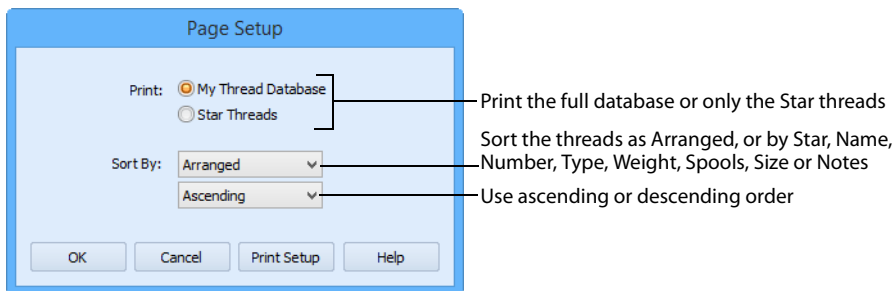 Page Setup
Print: My Thread Database
Star Threads
Print the full database or only the Star threads
Sort the threads as Arranged, or by Star, Name,
Number, Type, Weight, Spools, Size or Notes
Sort By: Arranged
Ascending
Use ascending or descending order
OK Cancel Print Setup Help